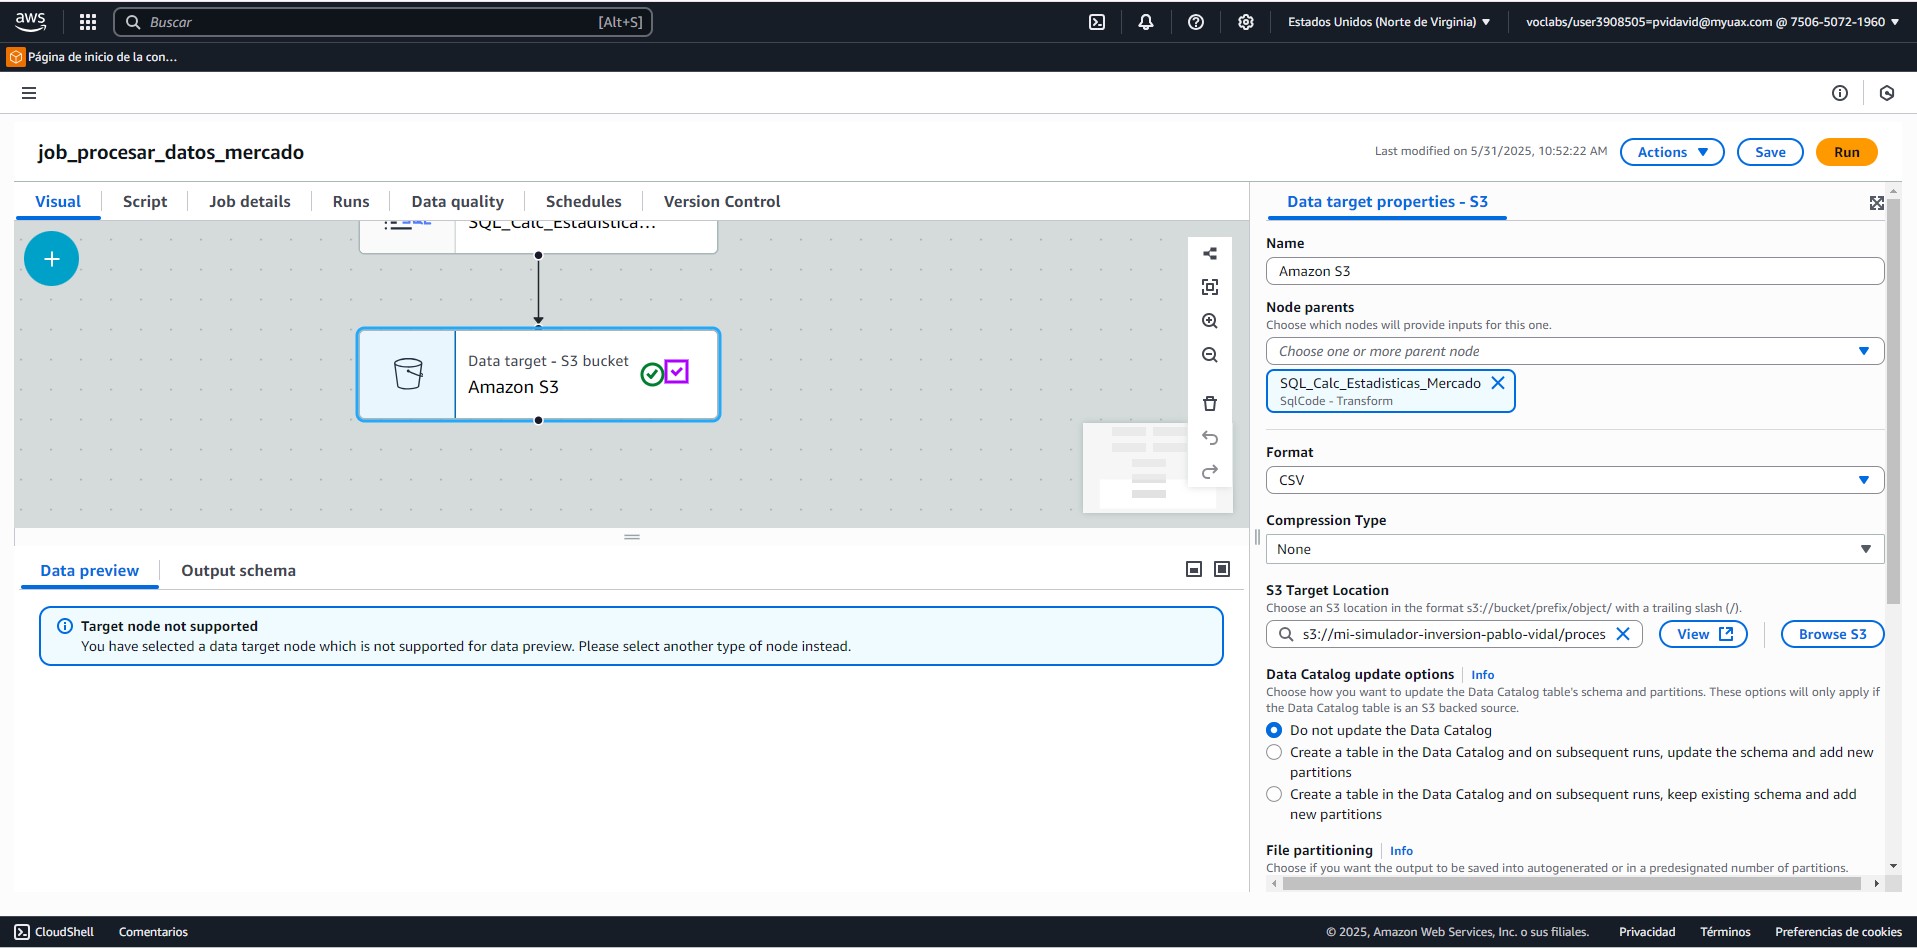 aws
Buscar
[Alt+S]
Estados Unidos (Norte de Virginia)
voclabs/user3908505=pvidavid@myuax.com @ 7506-5072-1960
Página de inicio de la con...
job_procesar_datos_mercado
Last modified on 5/31/2025, 10:52:22 AM
Actions
Save
Run
Visual
Script
Job details
Runs
Data quality
Schedules
Version Control
Data target properties - S3
SQL_Calc_Estadistica...
Data target - S3 bucket
Amazon S3
Name
Amazon S3
Node parents
Choose which nodes will provide inputs for this one.
Choose one or more parent node
SQL_Calc_Estadisticas_Mercado
SqlCode - Transform
Format
CSV
Compression Type
None
S3 Target Location
Choose an S3 location in the format s3://bucket/prefix/object/ with a trailing slash (/).
s3://mi-simulador-inversion-pablo-vidal/proces
View
Browse S3
Data Catalog update options
Info
Choose how you want to update the Data Catalog table's schema and partitions. These options will only apply if
the Data Catalog table is an S3 backed source.
Do not update the Data Catalog
Create a table in the Data Catalog and on subsequent runs, update the schema and add new
partitions
Create a table in the Data Catalog and on subsequent runs, keep existing schema and add
new partitions
File partitioning
Info
Choose if you want the output to be saved into autogenerated or in a predesignated number of partitions.
Data preview
Output schema
Target node not supported
You have selected a data target node which is not supported for data preview. Please select another type of node instead.
CloudShell
Comentarios
© 2025, Amazon Web Services, Inc. o sus filiales.
Privacidad
Términos
Preferencias de cookies